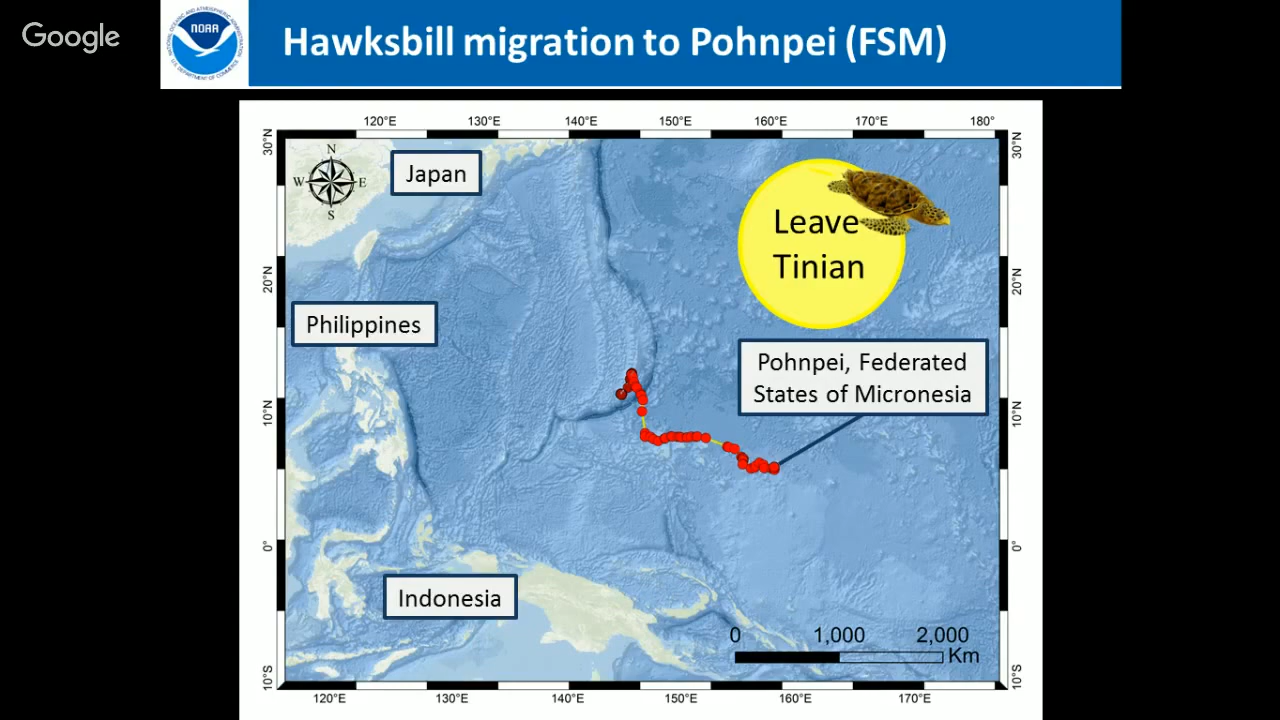 Google
NOAA
Hawksbill migration to Pohnpei (FSM)
120°E 130°E 140°E 150°E 160°E 170°E 180°
30°N
30°N
N
W E
S
Japan
Leave
Tinian
20°N
20°N
Philippines
Pohnpei, Federated
States of Micronesia
10°N
10°N
0°
0°
Indonesia
0 1,000 2,000
Km
10°S
10°S
120°E 130°E 140°E 150°E 160°E 170°E